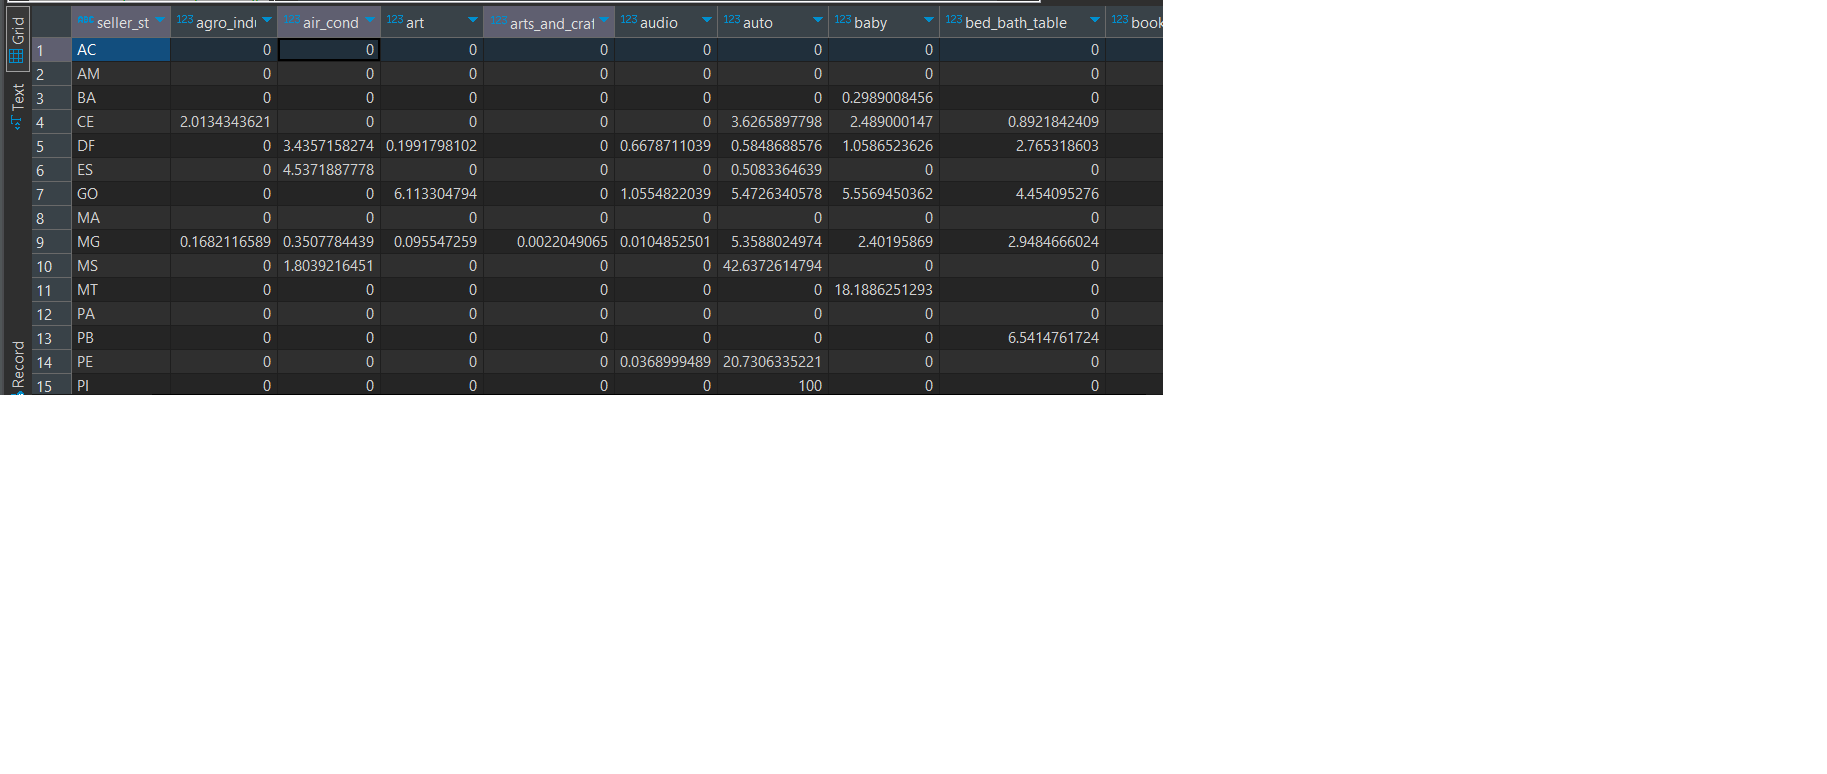 Grid
Text
Record
seller_st 123 agro_indu 123 air_cond 123 art 123 arts_and_craf 123 audio 123 auto 123 baby 123 bed_bath_table 123 book
1 AC 0 0 0 0 0 0 0 0
2 AM 0 0 0 0 0 0 0 0
3 BA 0 0 0 0 0 0 0.2989008456 0
4 CE 2.0134343621 0 0 0 0 3.6265897798 2.489000147 0.8921842409
5 DF 0 3.4357158274 0.1991798102 0 0.6678711039 0.5848688576 1.0586523626 2.765318603
6 ES 0 4.5371887778 0 0 0 0.5083364639 0 0
7 GO 0 0 6.113304794 0 1.0554822039 5.4726340578 5.5569450362 4.454095276
8 MA 0 0 0 0 0 0 0 0
9 MG 0.1682116589 0.3507784439 0.095547259 0.0022049065 0.0104852501 5.3588024974 2.40195869 2.9484666024
10 MS 0 1.8039216451 0 0 0 42.6372614794 0 0
11 MT 0 0 0 0 0 0 18.1886251293 0
12 PA 0 0 0 0 0 0 0 0
13 PB 0 0 0 0 0 0 0 6.5414761724
14 PE 0 0 0 0 0.0368999489 20.7306335221 0 0
15 PI 0 0 0 0 0 100 0 0